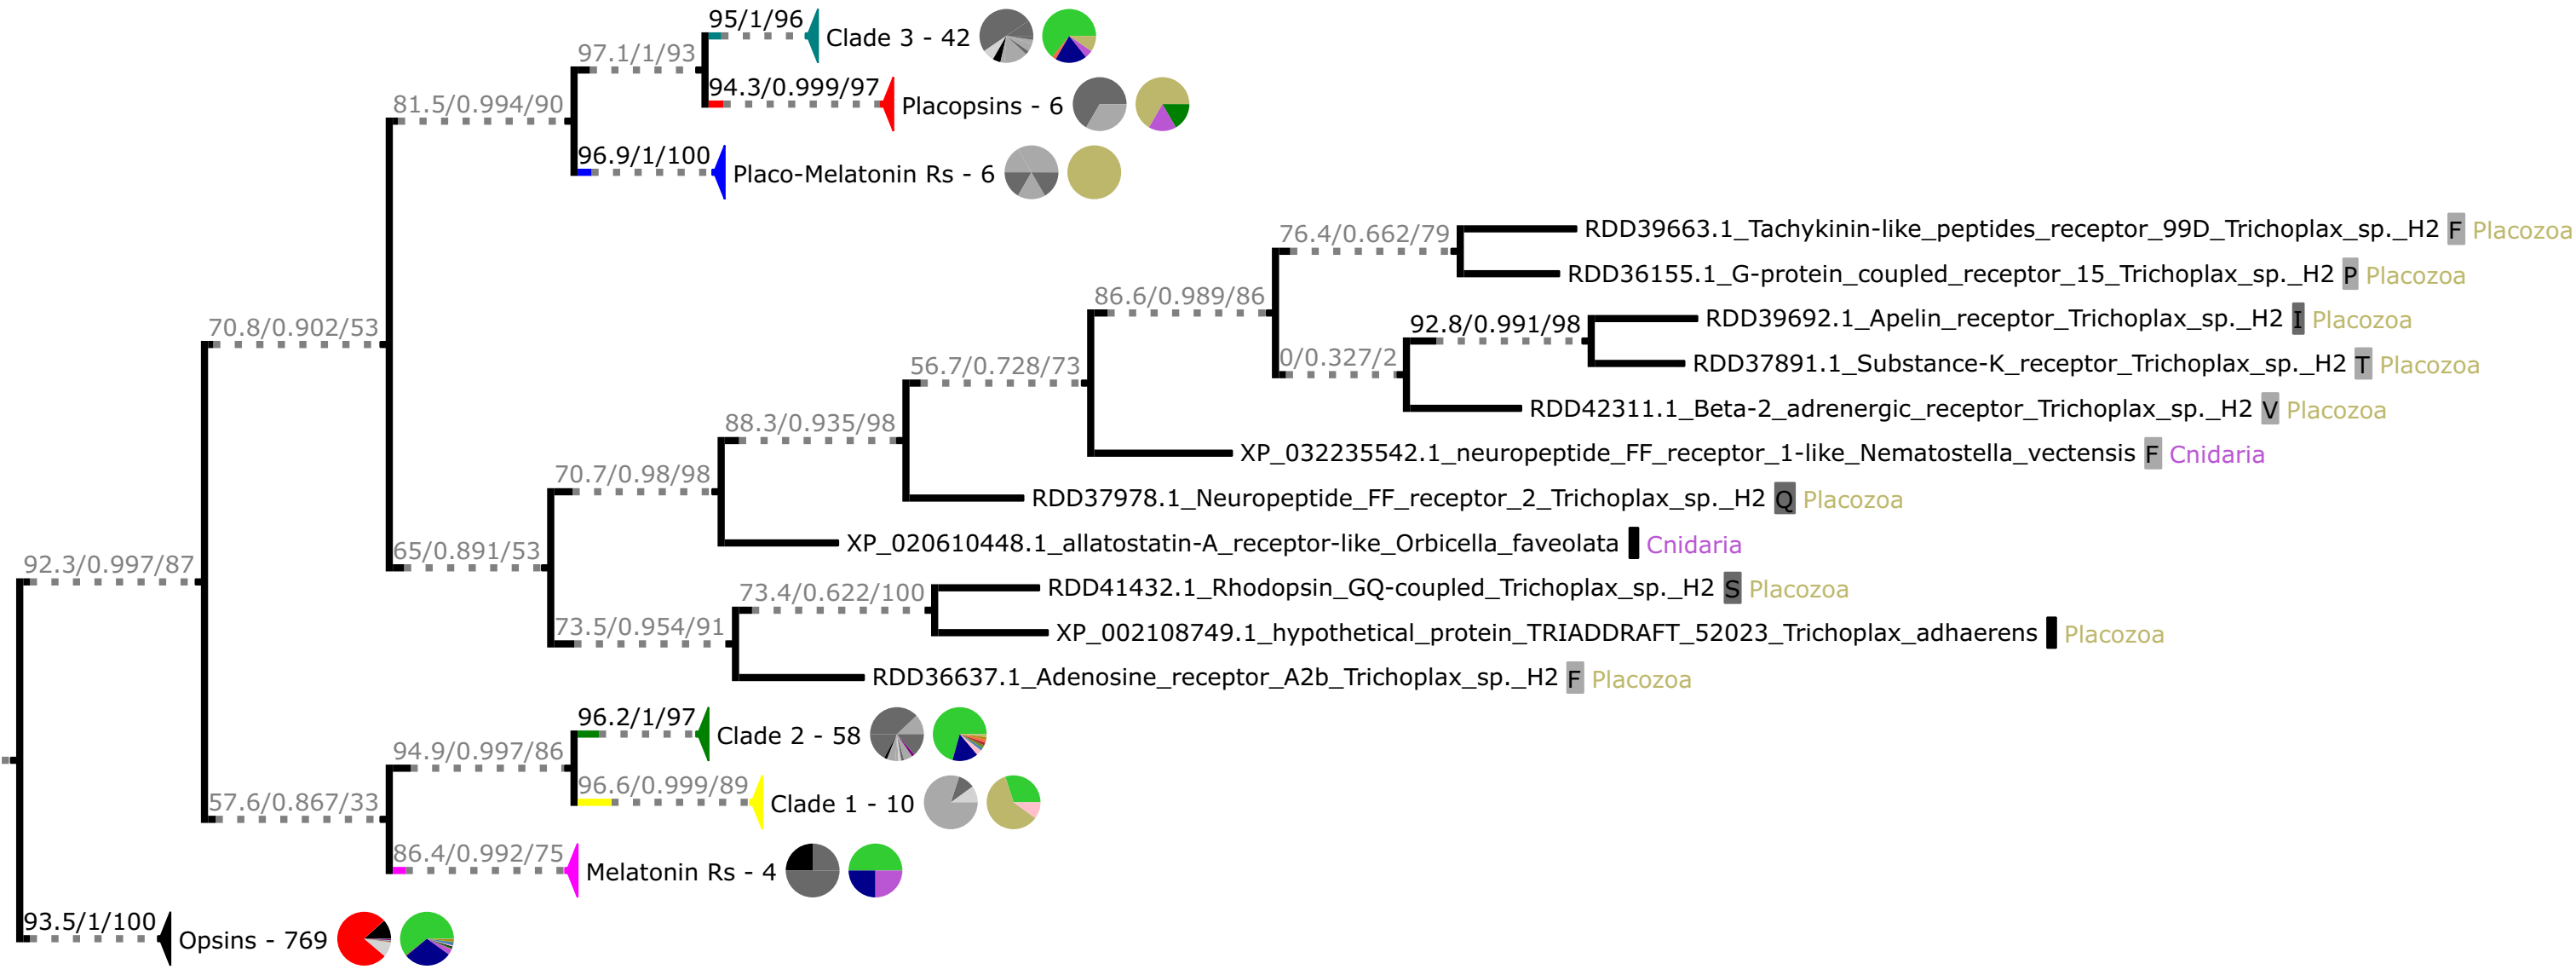 95/1/96
Clade 3 - 42
97.1/1/93
94.3/0.999/97
Placopsins - 6
81.5/0.994/90
96.9/1/100
Placo-Melatonin Rs - 6
RDD39663.1_Tachykinin-like_peptides_receptor_99D_Trichoplax_sp._H2 F Placozoa
76.4/0.662/79
RDD36155.1_G-protein_coupled_receptor_15_Trichoplax_sp._H2 P Placozoa
86.6/0.989/86
RDD39692.1_Apelin_receptor_Trichoplax_sp._H2 I Placozoa
92.8/0.991/98
70.8/0.902/53
0/0.327/2
RDD37891.1_Substance-K_receptor_Trichoplax_sp._H2 T Placozoa
56.7/0.728/73
RDD42311.1_Beta-2_adrenergic_receptor_Trichoplax_sp._H2 V Placozoa
88.3/0.935/98
XP_032235542.1_neuropeptide_FF_receptor_1-like_Nematostella_vectensis F Cnidaria
70.7/0.98/98
RDD37978.1_Neuropeptide_FF_receptor_2_Trichoplax_sp._H2 Q Placozoa
XP_020610448.1_allatostatin-A_receptor-like_Orbicella_faveolata Cnidaria
65/0.891/53
92.3/0.997/87
RDD41432.1_Rhodopsin_GQ-coupled_Trichoplax_sp._H2 S Placozoa
73.4/0.622/100
73.5/0.954/91
XP_002108749.1_hypothetical_protein_TRIADDRAFT_52023_Trichoplax_adhaerens Placozoa
RDD36637.1_Adenosine_receptor_A2b_Trichoplax_sp._H2 F Placozoa
96.2/1/97
Clade 2 - 58
94.9/0.997/86
96.6/0.999/89
Clade 1 - 10
57.6/0.867/33
86.4/0.992/75
Melatonin Rs - 4
93.5/1/100
Opsins - 769